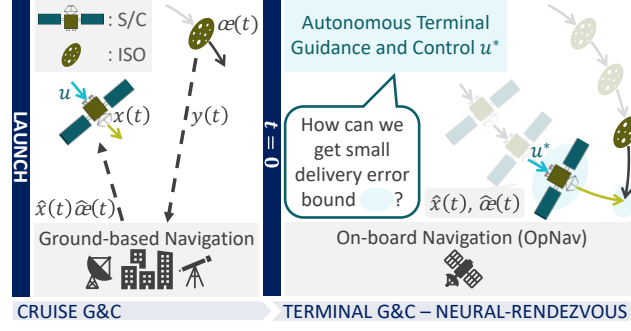 : S/C
: ISO
œ(t)
u
x(t)
y(t)
x̂(t)œ̂(t)
Ground-based Navigation
LAUNCH
CRUISE G&C
t = 0
Autonomous Terminal
Guidance and Control u*
How can we
get small
delivery error
bound ?
u*
x̂(t), œ̂(t)
On-board Navigation (OpNav)
TERMINAL G&C – NEURAL-RENDEZVOUS